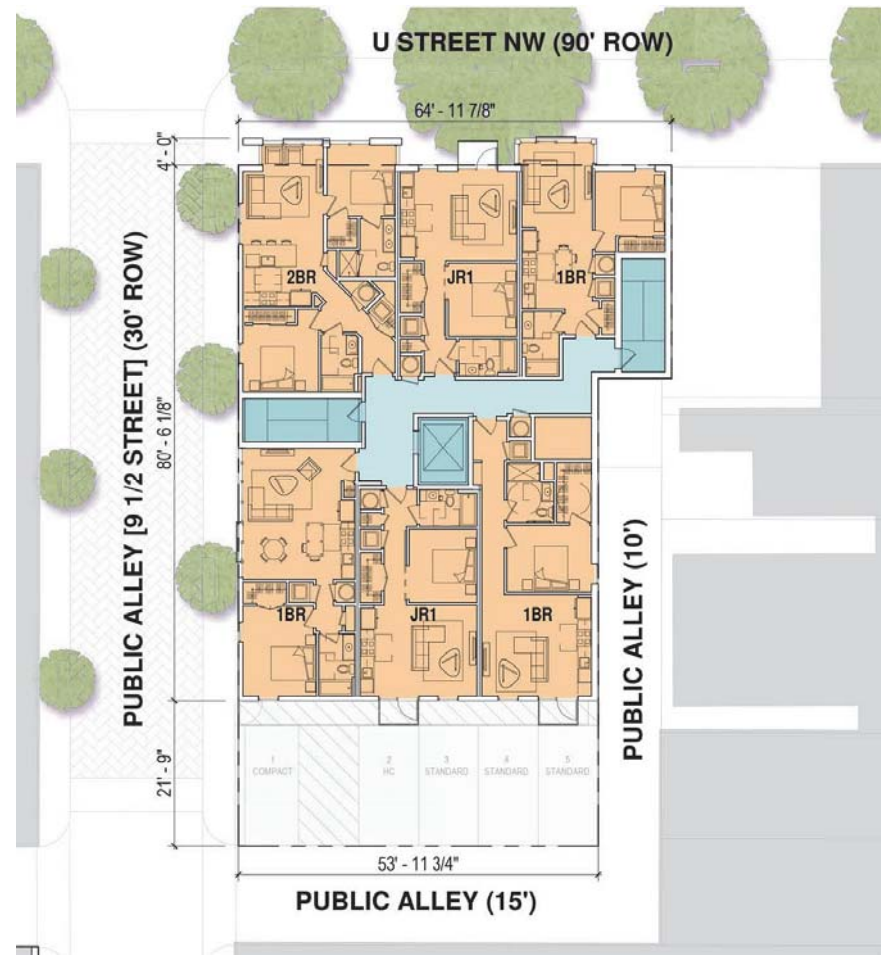 U STREET NW (90' ROW)
64' - 11 7/8"
4' - 0"
2BR
JR1
1BR
PUBLIC ALLEY [9 1/2 STREET] (30' ROW)
80' - 6 1/8"
1BR
JR1
1BR
PUBLIC ALLEY (10')
21' - 9"
1
COMPACT
2
HC
3
STANDARD
4
STANDARD
5
STANDARD
53' - 11 3/4"
PUBLIC ALLEY (15')